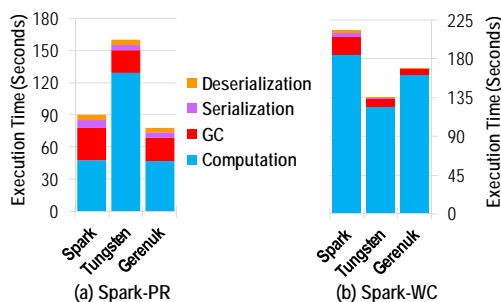 Execution Time (Seconds)
180
150
120
90
60
30
0
Spark
Tungsten
Gerenuk
(a) Spark-PR
Deserialization
Serialization
GC
Computation
Spark
Tungsten
Gerenuk
(b) Spark-WC
225
180
135
90
45
0
Execution Time (Seconds)